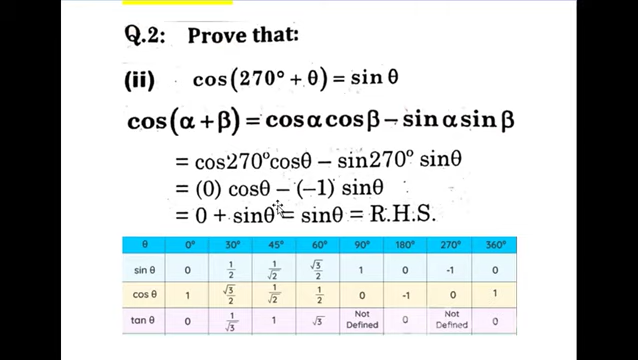 Q.2: Prove that:
(ii) cos(270° + θ) = sin θ
cos(α + β) = cosα cosβ – sinα sinβ
= cos270°cosθ – sin270° sinθ
= (0) cosθ – (–1) sinθ
= 0 + sinθ = sinθ = R.H.S.
θ 0° 30° 45° 60° 90° 180° 270° 360°
sin θ 0 1/2 1/√2 √3/2 1 0 -1 0
cos θ 1 √3/2 1/√2 1/2 0 -1 0 1
tan θ 0 1/√3 1 √3 Not Defined 0 Not Defined 0